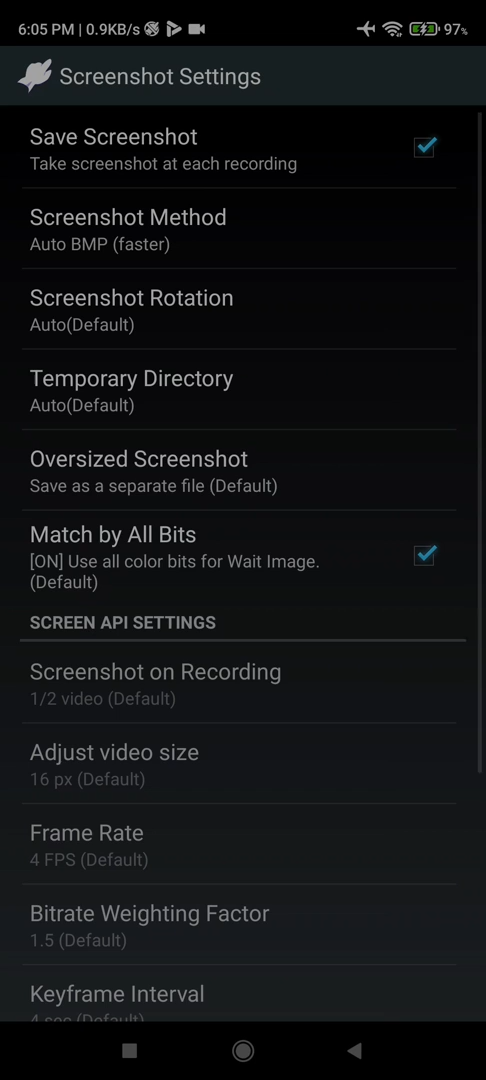 6:05 PM | 0.9KB/s 97%
Screenshot Settings
Save Screenshot
Take screenshot at each recording
Screenshot Method
Auto BMP (faster)
Screenshot Rotation
Auto(Default)
Temporary Directory
Auto(Default)
Oversized Screenshot
Save as a separate file (Default)
Match by All Bits
[ON] Use all color bits for Wait Image.
(Default)
SCREEN API SETTINGS
Screenshot on Recording
1/2 video (Default)
Adjust video size
16 px (Default)
Frame Rate
4 FPS (Default)
Bitrate Weighting Factor
1.5 (Default)
Keyframe Interval
4 sec (Default)